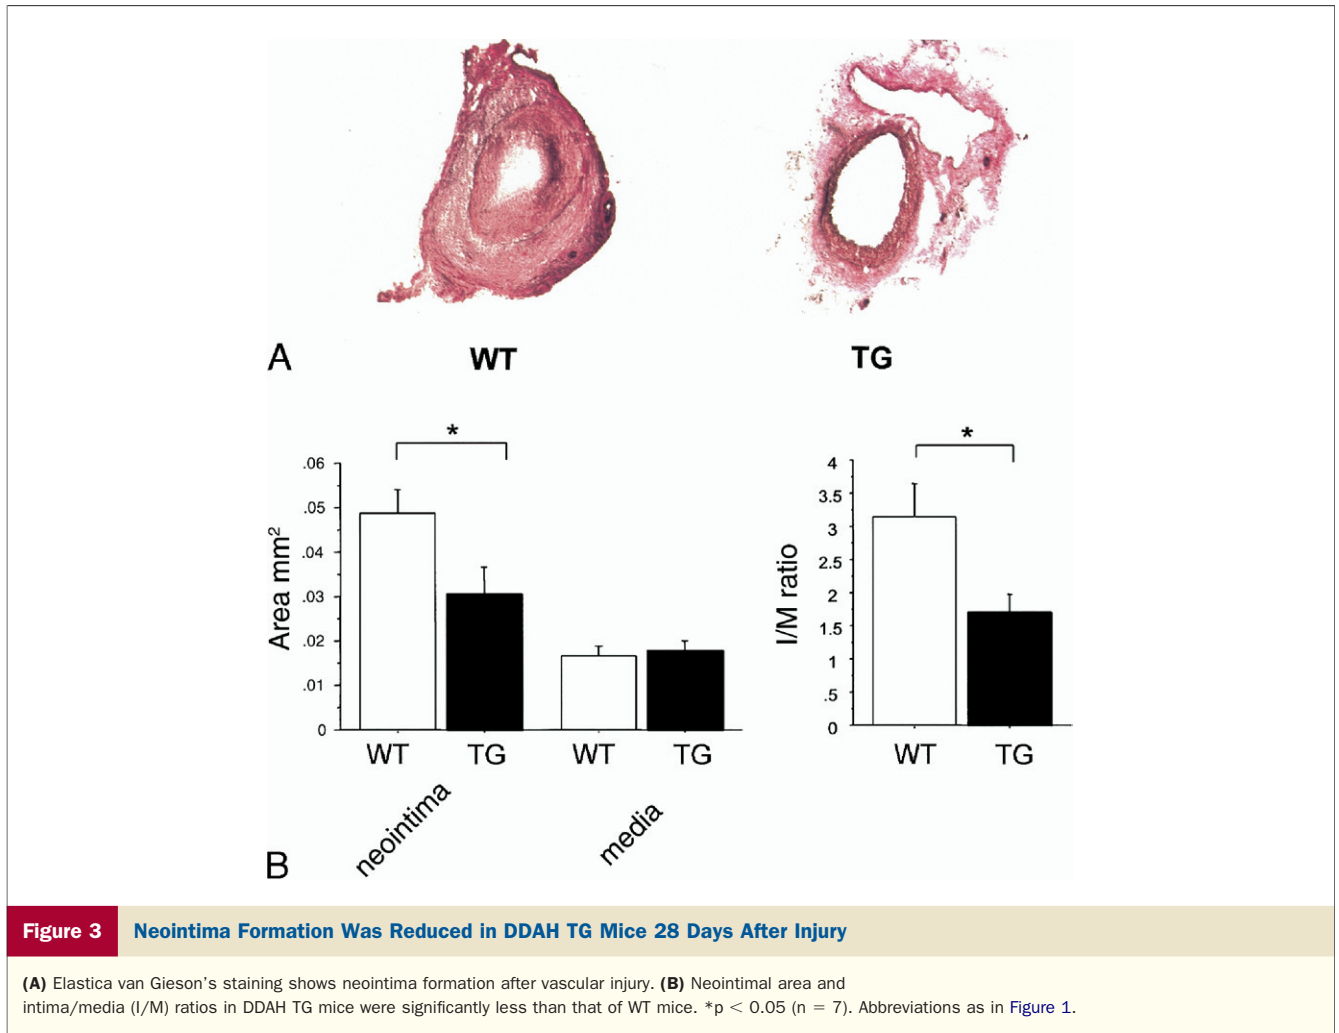 A WT TG
*
.06
.05
.04
.03
.02
.01
0
Area mm²
WT TG WT TG
neointima media
*
4
3.5
3
2.5
2
1.5
1
.5
0
I/M ratio
WT TG
B
Figure 3 Neointima Formation Was Reduced in DDAH TG Mice 28 Days After Injury
(A) Elastica van Gieson's staining shows neointima formation after vascular injury. (B) Neointimal area and
intima/media (I/M) ratios in DDAH TG mice were significantly less than that of WT mice. *p < 0.05 (n = 7). Abbreviations as in Figure 1.